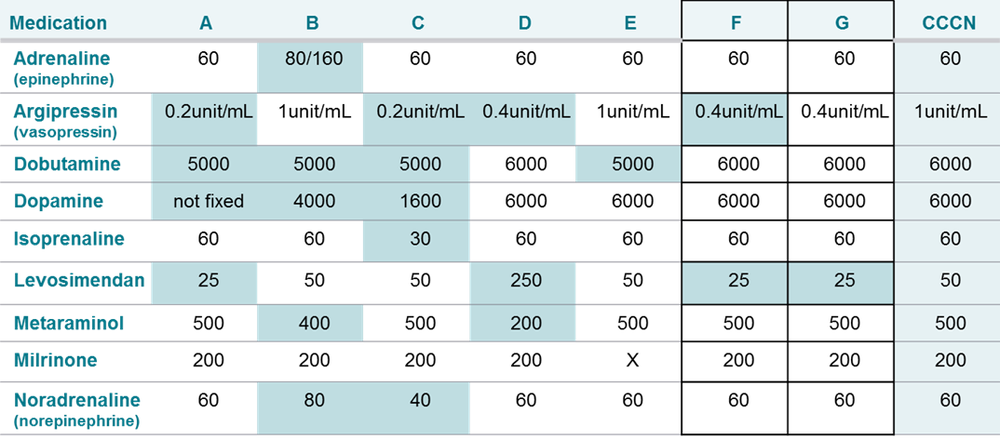 Medication A B C D E F G CCCN
Adrenaline 60 80/160 60 60 60 60 60 60
(epinephrine)
Argipressin 0.2unit/mL 1unit/mL 0.2unit/mL 0.4unit/mL 1unit/mL 0.4unit/mL 0.4unit/mL 1unit/mL
(vasopressin)
Dobutamine 5000 5000 5000 6000 5000 6000 6000 6000
Dopamine not fixed 4000 1600 6000 6000 6000 6000 6000
Isoprenaline 60 60 30 60 60 60 60 60
Levosimendan 25 50 50 250 50 25 25 50
Metaraminol 500 400 500 200 500 500 500 500
Milrinone 200 200 200 200 X 200 200 200
Noradrenaline 60 80 40 60 60 60 60 60
(norepinephrine)